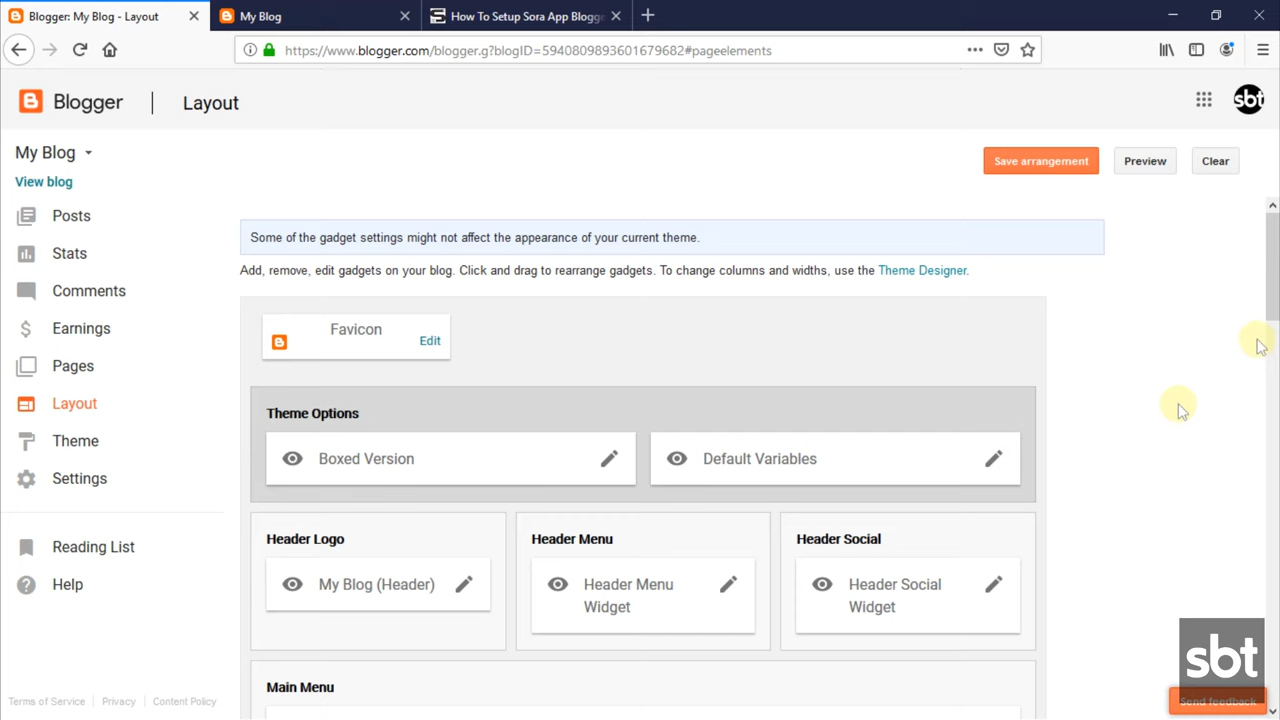 Blogger: My Blog - Layout
My Blog
How To Setup Sora App Blogge
https://www.blogger.com/blogger.g?blogID=5940809893601679682#pageelements
Blogger
Layout
sbt
My Blog
Save arrangement
Preview
Clear
View blog
Posts
Stats
Comments
Earnings
Pages
Layout
Theme
Settings
Reading List
Help
Some of the gadget settings might not affect the appearance of your current theme.
Add, remove, edit gadgets on your blog. Click and drag to rearrange gadgets. To change columns and widths, use the Theme Designer.
Favicon
Edit
Theme Options
Boxed Version
Default Variables
Header Logo
My Blog (Header)
Header Menu
Header Menu
Widget
Header Social
Header Social
Widget
Main Menu
sbt
Send feedback
Terms of Service
Privacy
Content Policy